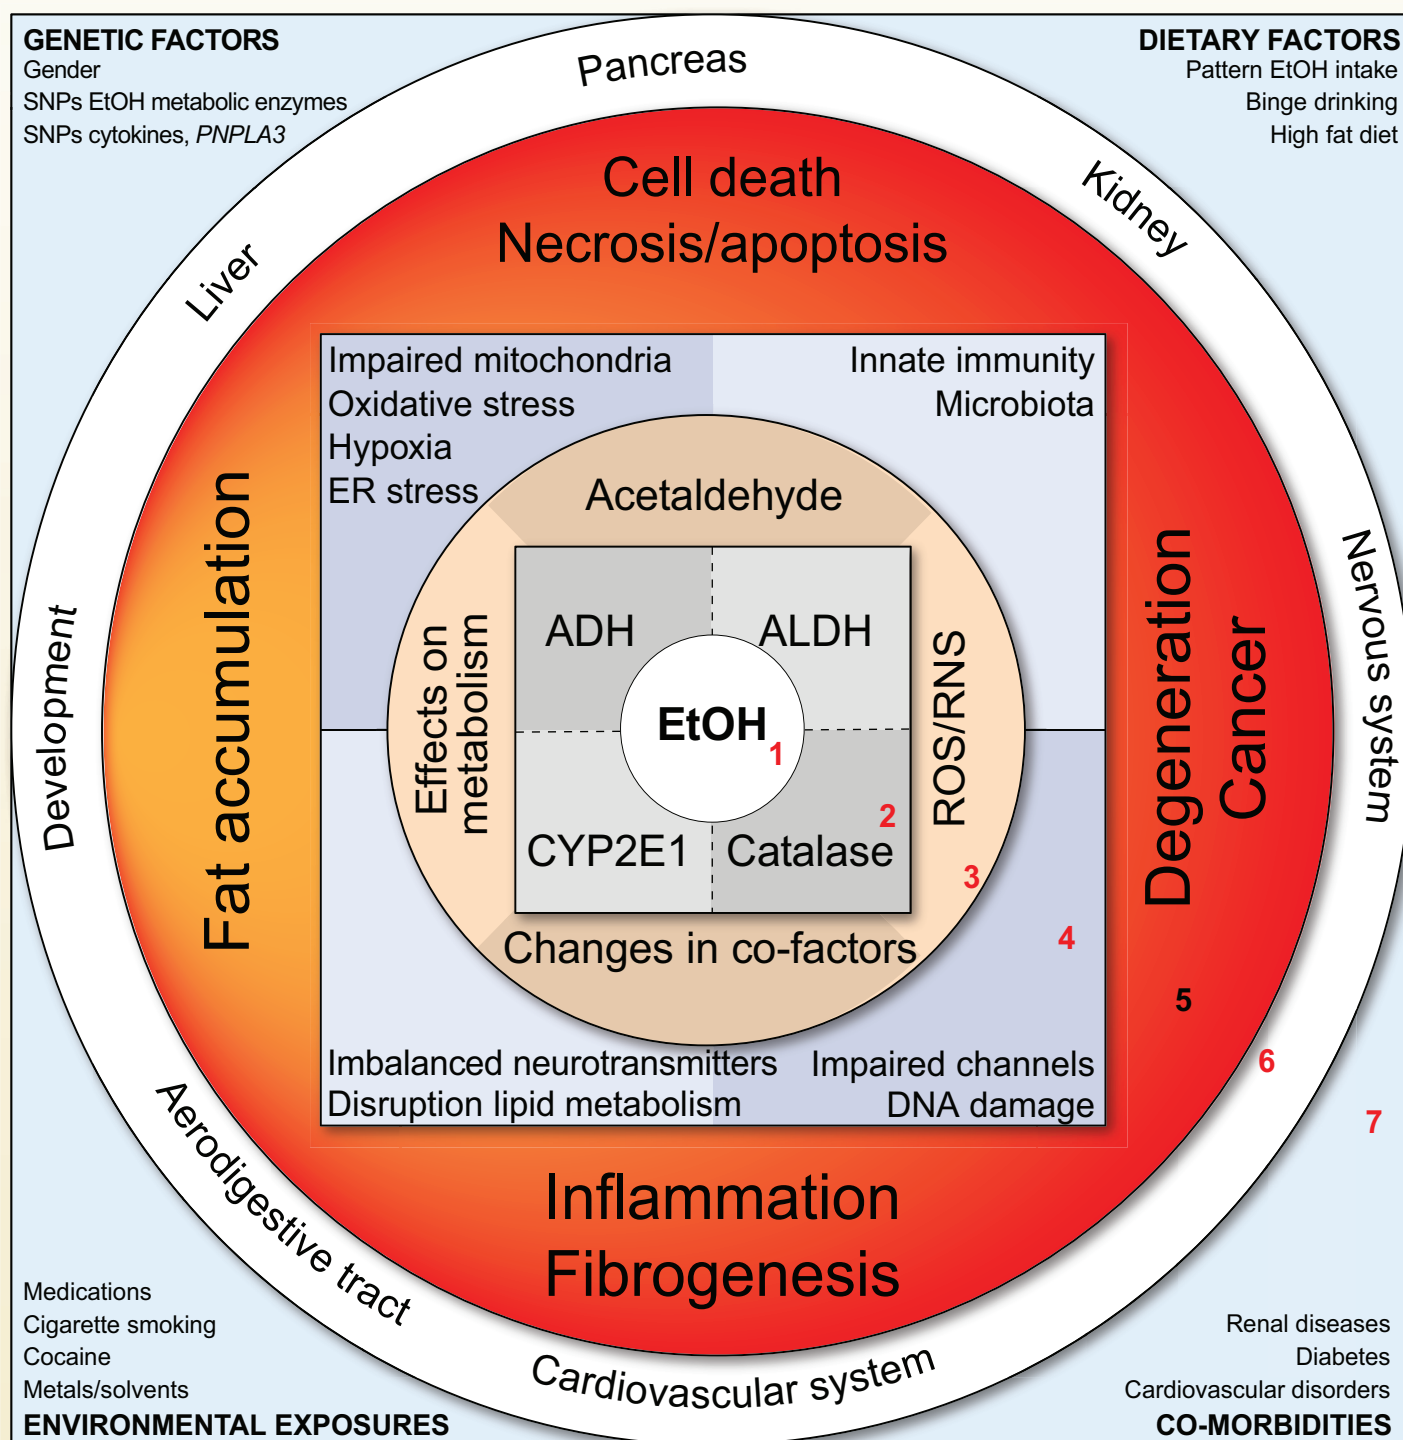 GENETIC FACTORS
Gender
SNPs EtOH metabolic enzymes
SNPs cytokines, PNPLA3
DIETARY FACTORS
Pattern EtOH intake
Binge drinking
High fat diet
Pancreas
Kidney
Liver
Nervous system
Development
Aerodigestive tract
Cardiovascular system
Cell death
Necrosis/apoptosis
Fat accumulation
Degeneration
Cancer
Inflammation
Fibrogenesis
Impaired mitochondria
Oxidative stress
Hypoxia
ER stress
Innate immunity
Microbiota
Imbalanced neurotransmitters
Disruption lipid metabolism
Impaired channels
DNA damage
Acetaldehyde
Effects on
metabolism
ROS/RNS
Changes in co-factors
ADH
ALDH
CYP2E1
Catalase
EtOH
1
2
3
4
5
6
7
Medications
Cigarette smoking
Cocaine
Metals/solvents
ENVIRONMENTAL EXPOSURES
Renal diseases
Diabetes
Cardiovascular disorders
CO-MORBIDITIES